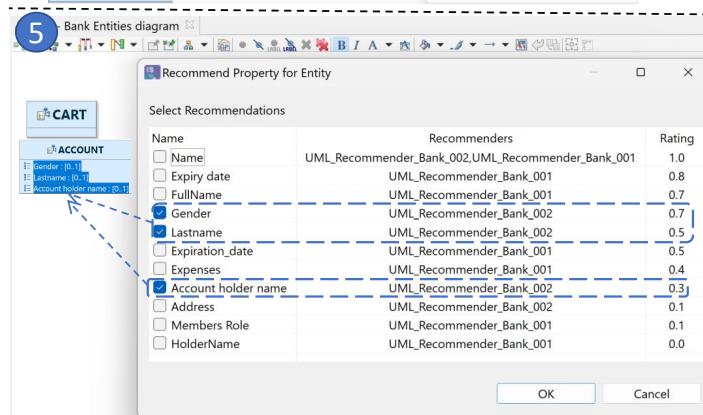 5
- Bank Entities diagram
LABEL LABEL B I A
CART
ACCOUNT
Gender : [0..1]
Lastname : [0..1]
Account holder name : [0..1]
Recommend Property for Entity
Select Recommendations
Name Recommenders Rating
Name UML_Recommender_Bank_002,UML_Recommender_Bank_001 1.0
Expiry date UML_Recommender_Bank_001 0.8
FullName UML_Recommender_Bank_001 0.7
Gender UML_Recommender_Bank_002 0.7
Lastname UML_Recommender_Bank_002 0.5
Expiration_date UML_Recommender_Bank_001 0.5
Expenses UML_Recommender_Bank_001 0.4
Account holder name UML_Recommender_Bank_002 0.3
Address UML_Recommender_Bank_002 0.1
Members Role UML_Recommender_Bank_001 0.1
HolderName UML_Recommender_Bank_001 0.0
OK Cancel